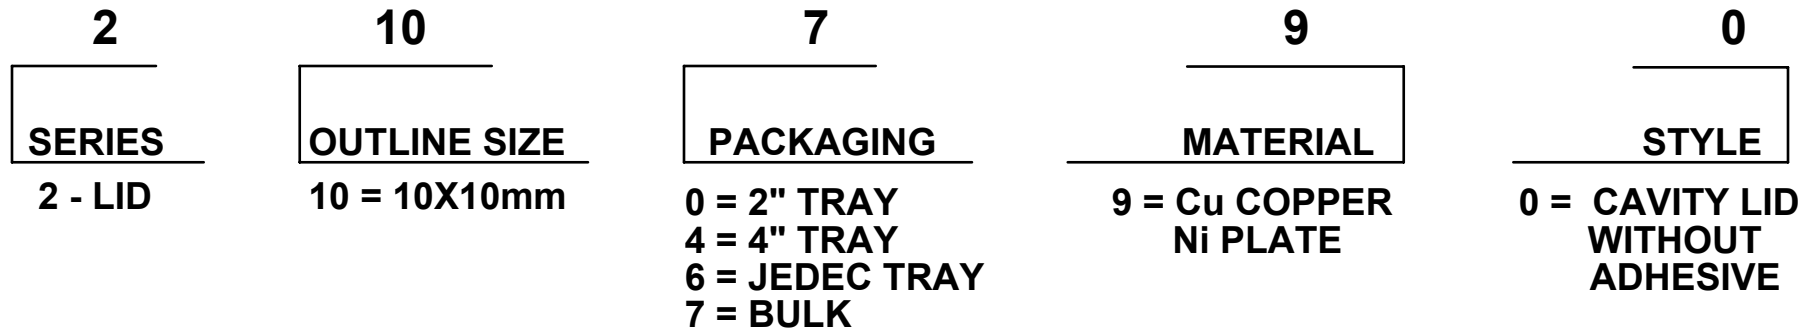 2 10 7 9 0
SERIES OUTLINE SIZE PACKAGING MATERIAL STYLE
2 - LID 10 = 10X10mm 0 = 2" TRAY 9 = Cu COPPER 0 = CAVITY LID
4 = 4" TRAY Ni PLATE WITHOUT
6 = JEDEC TRAY ADHESIVE
7 = BULK